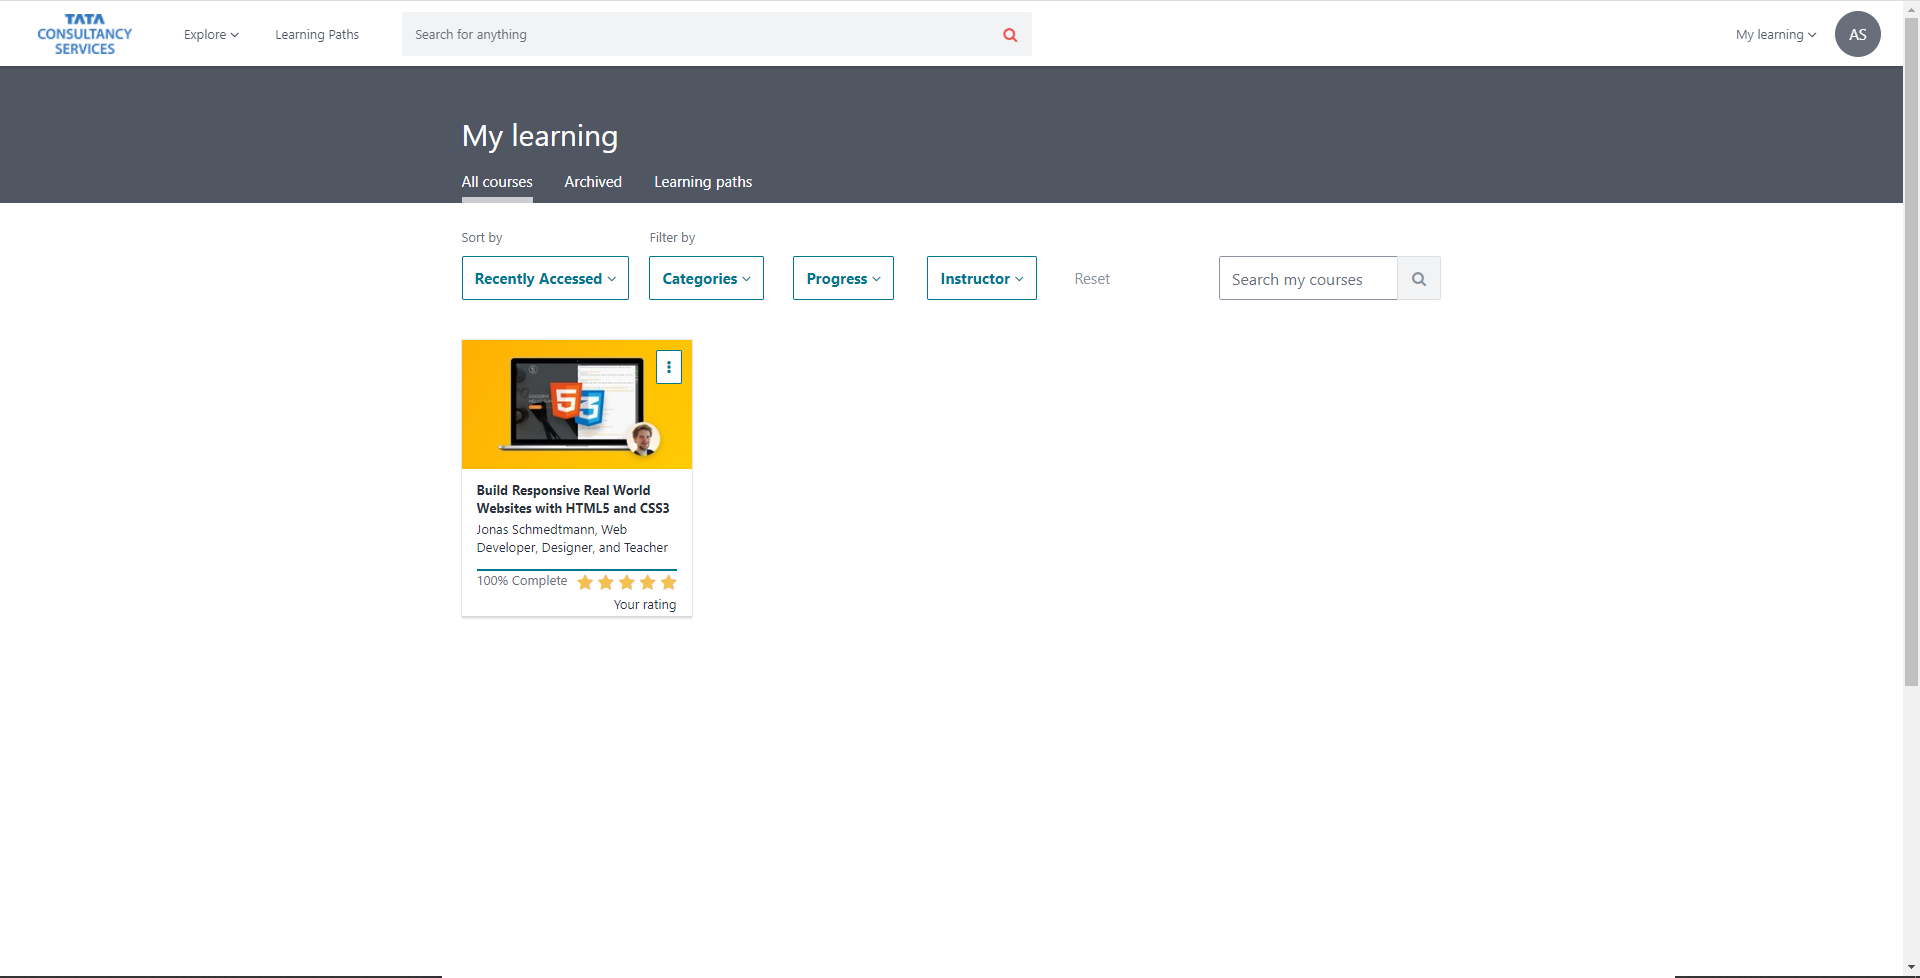 TATA
CONSULTANCY
SERVICES
Explore
Learning Paths
Search for anything
My learning
AS
My learning
All courses
Archived
Learning paths
Sort by
Filter by
Recently Accessed
Categories
Progress
Instructor
Reset
Search my courses
5
3
Build Responsive Real World
Websites with HTML5 and CSS3
Jonas Schmedtmann, Web
Developer, Designer, and Teacher
100% Complete
Your rating